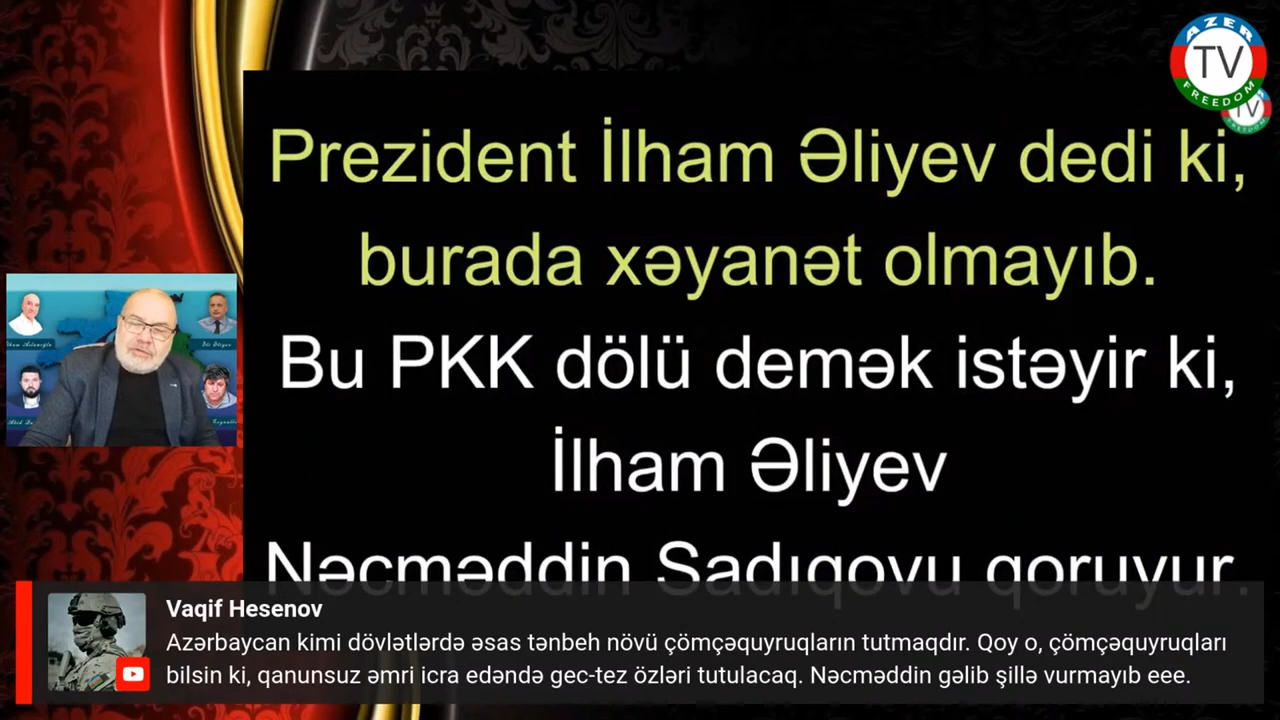 AZER
TV
FREEDOM
TV
Prezident İlham Əliyev dedi ki,
burada xəyanət olmayıb.
Bu PKK dölü demək istəyir ki,
İlham Əliyev
Nəcməddin Sadıqovu qoruyur.
Vaqif Hesenov
Azərbaycan kimi dövlətlərdə əsas tənbeh növü çömçəquyruqların tutmaqdır. Qoy o, çömçəquyruqları
bilsin ki, qanunsuz əmri icra edəndə gec-tez özləri tutulacaq. Nəcməddin gəlib şillə vurmayıb eee.